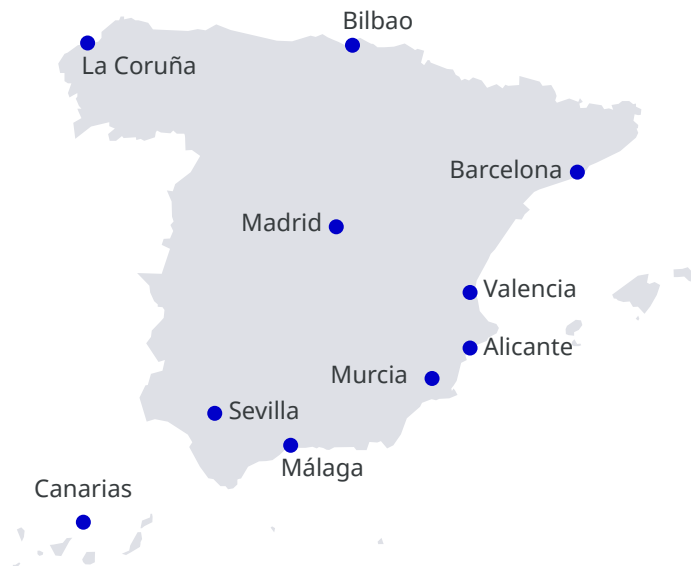 Bilbao
La Coruña
Barcelona
Madrid
Valencia
Alicante
Murcia
Sevilla
Málaga
Canarias